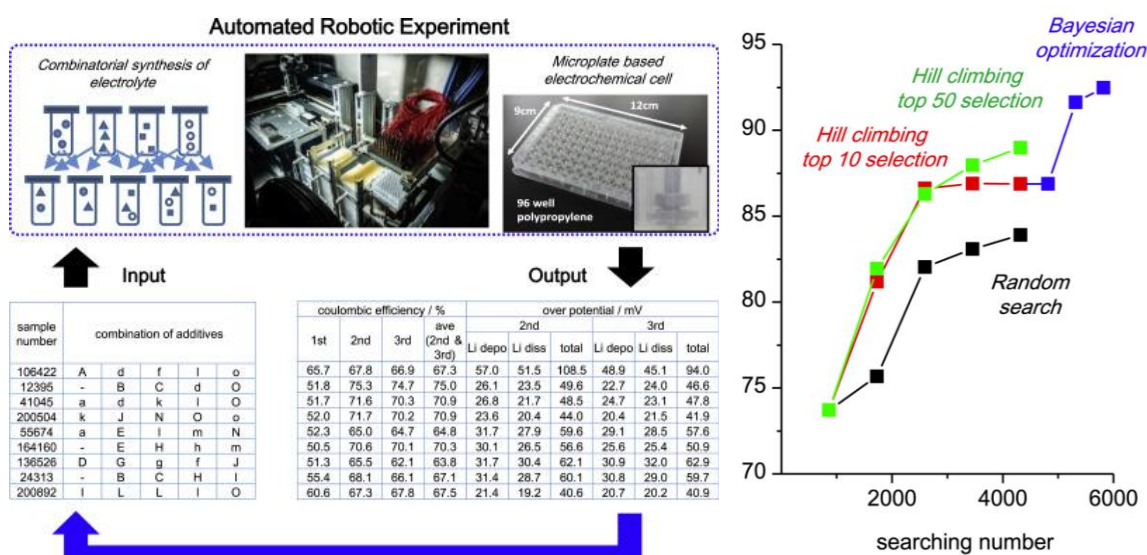 Automated Robotic Experiment
Combinatorial synthesis of
electrolyte
Microplate based
electrochemical cell
9cm
12cm
96 well
polypropylene
Input
Output
sample
number
combination of additives
106422 A d f I o
12395 - B C d O
41045 a d k I O
200504 k J N O o
55674 a E I m N
164160 - E H h m
136526 D G g f J
24313 - B C H I
200892 I L L I O
coulombic efficiency / %
over potential / mV
1st 2nd 3rd ave
(2nd &
3rd)
2nd 3rd
Li depo Li diss total Li depo Li diss total
65.7 67.8 66.9 67.3 57.0 51.5 108.5 48.9 45.1 94.0
51.8 75.3 74.7 75.0 26.1 23.5 49.6 22.7 24.0 46.6
51.7 71.6 70.3 70.9 26.8 21.7 48.5 24.7 23.1 47.8
52.0 71.7 70.2 70.9 23.6 20.4 44.0 20.4 21.5 41.9
52.3 65.0 64.7 64.8 31.7 27.9 59.6 29.1 28.5 57.6
50.5 70.6 70.1 70.3 30.1 26.5 56.6 25.6 25.4 50.9
51.3 65.5 62.1 63.8 31.7 30.4 62.1 30.9 32.0 62.9
55.4 68.1 66.1 67.1 31.4 28.7 60.1 30.8 29.0 59.7
60.6 67.3 67.8 67.5 21.4 19.2 40.6 20.7 20.2 40.9
Bayesian
optimization
Hill climbing
top 50 selection
Hill climbing
top 10 selection
Random
search
95
90
85
80
75
70
2000 4000 6000
searching number